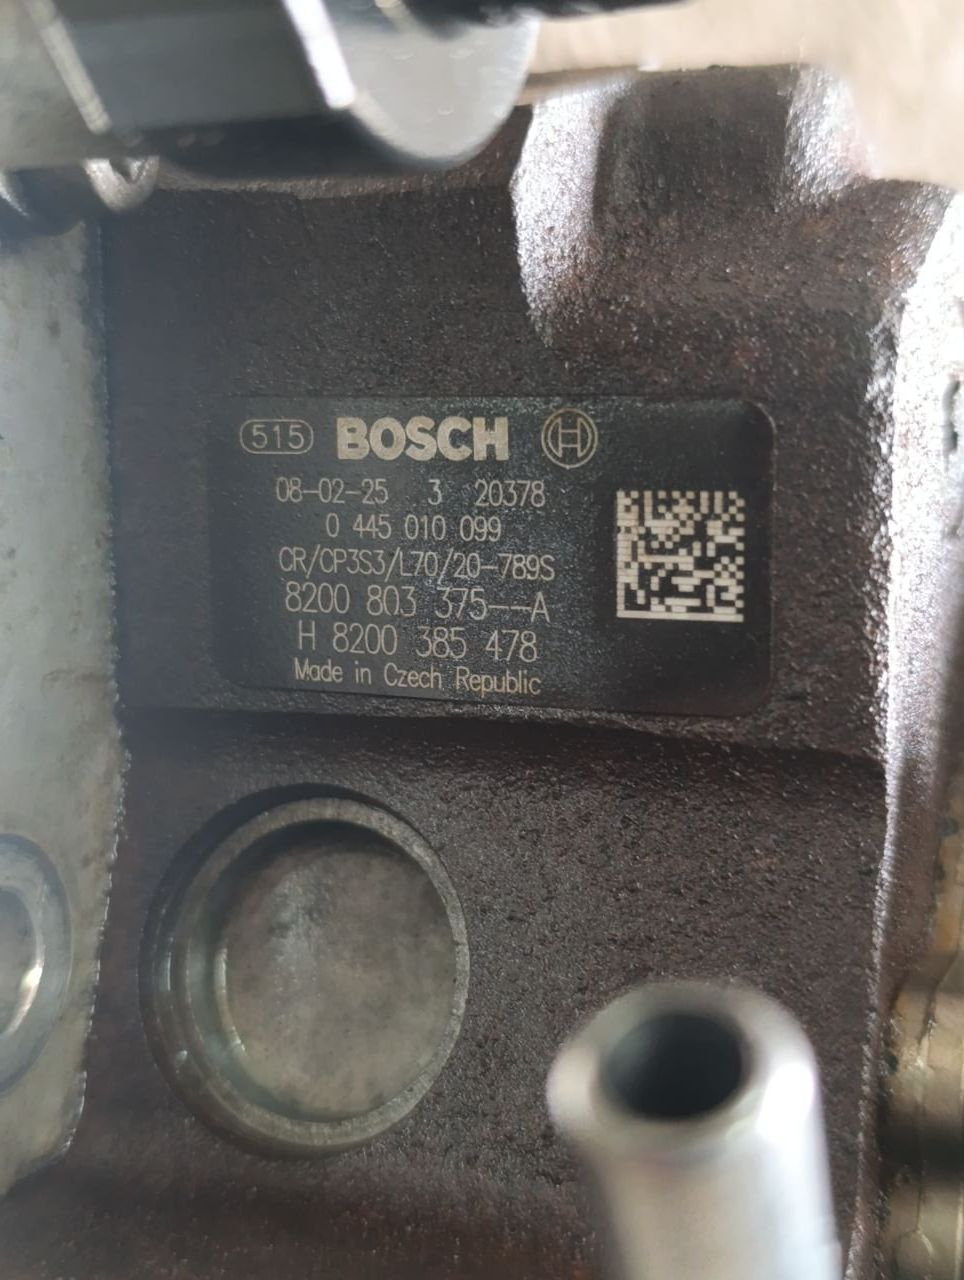 515 BOSCH H
08-02-25 3 20378
0 445 010 099
CR/CP3S3/L70/20-789S
8200 803 375--A
H 8200 385 478
Made in Czech Republic